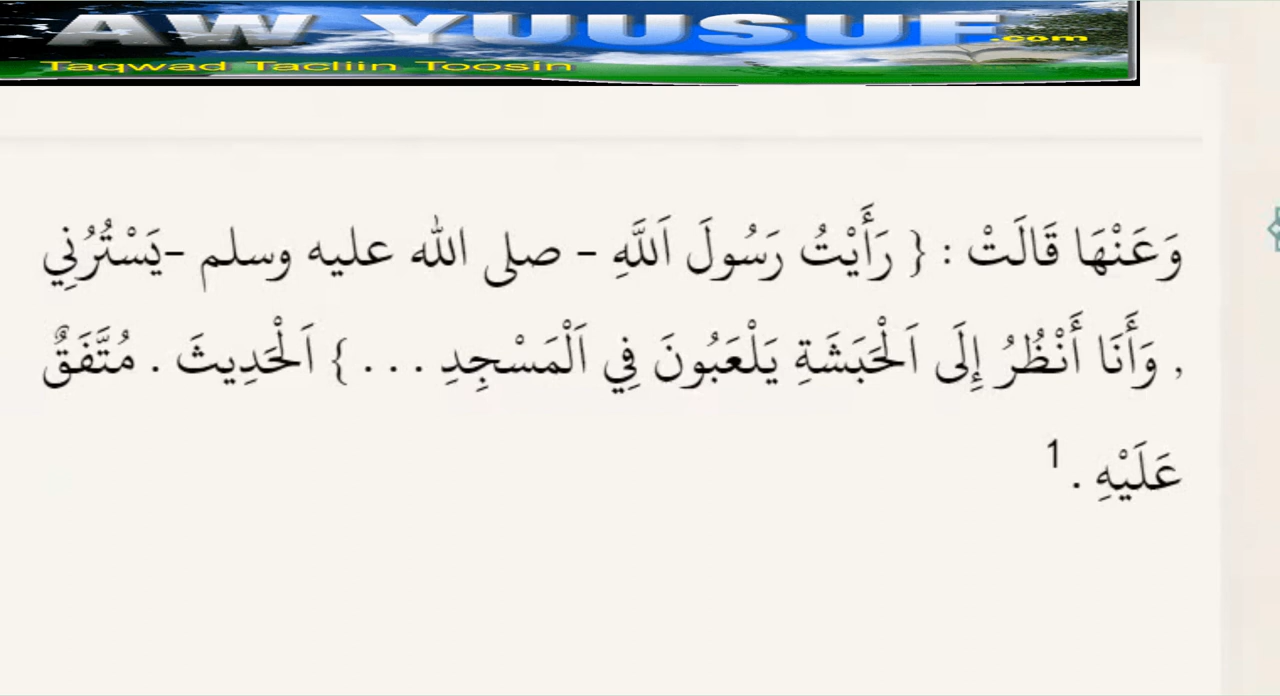 AW YUUSUF.com
Taqwad Tacliin Toosin
وَعَنْهَا قَالَتْ : { رَأَيْتُ رَسُولَ اَللَّهِ - صلى الله عليه وسلم -يَسْتُرُنِي
, وَأَنَا أَنْظُرُ إِلَى اَلْحَبَشَةِ يَلْعَبُونَ فِي اَلْمَسْجِدِ . . . } اَلْحَدِيثَ . مُتَّفَقٌ
عَلَيْهِ . 1